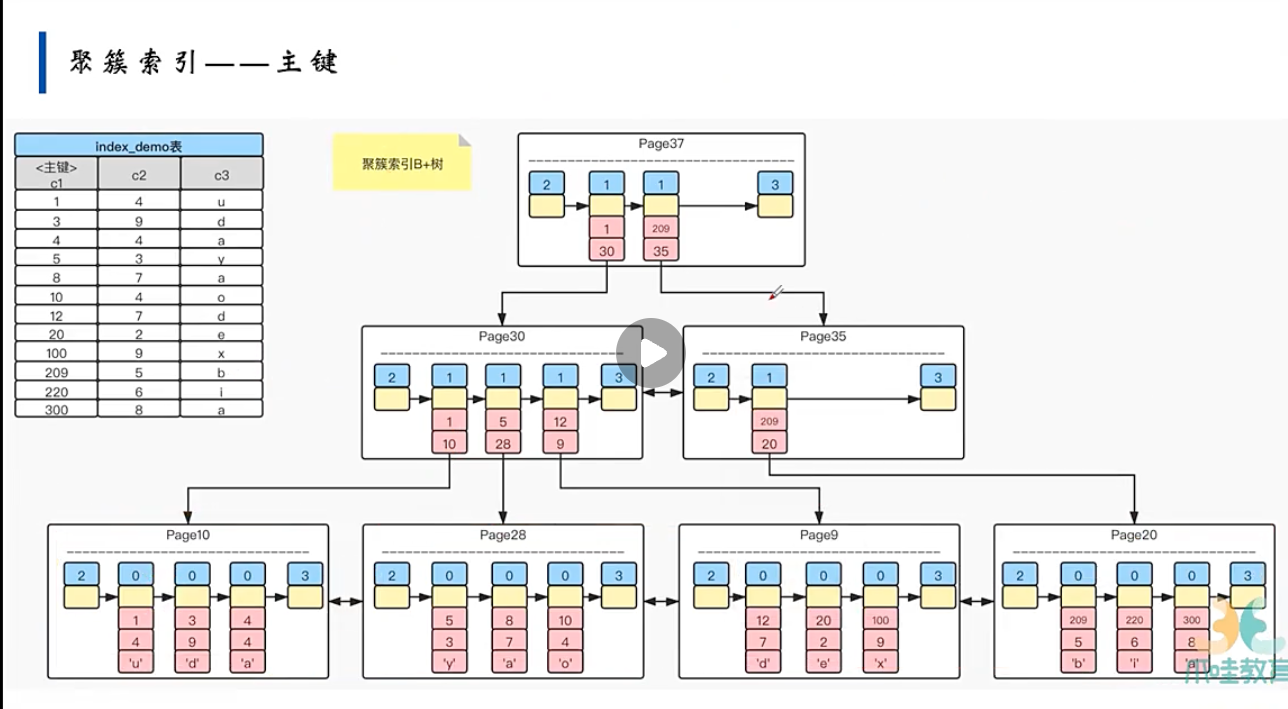 聚簇索引——主键
index_demo表
<主键>
c1 c2 c3
1 4 u
3 9 d
4 4 a
5 3 y
8 7 a
10 4 o
12 7 d
20 2 e
100 9 x
209 5 b
220 6 i
300 8 a
聚簇索引B+树
Page37
2 1 1 3
1 209
30 35
Page30
2 1 1 1 3
1 5 12
10 28 9
Page35
2 1 3
209
20
Page10
2 0 0 0 3
1 3 4
4 9 4
'u' 'd' 'a'
Page28
2 0 0 0 3
5 8 10
3 7 4
'y' 'a' 'o'
Page9
2 0 0 0 3
12 20 100
7 2 9
'd' 'e' 'x'
Page20
2 0 0 0 3
209 220 300
5 6 8
'b' 'i'
哇教育